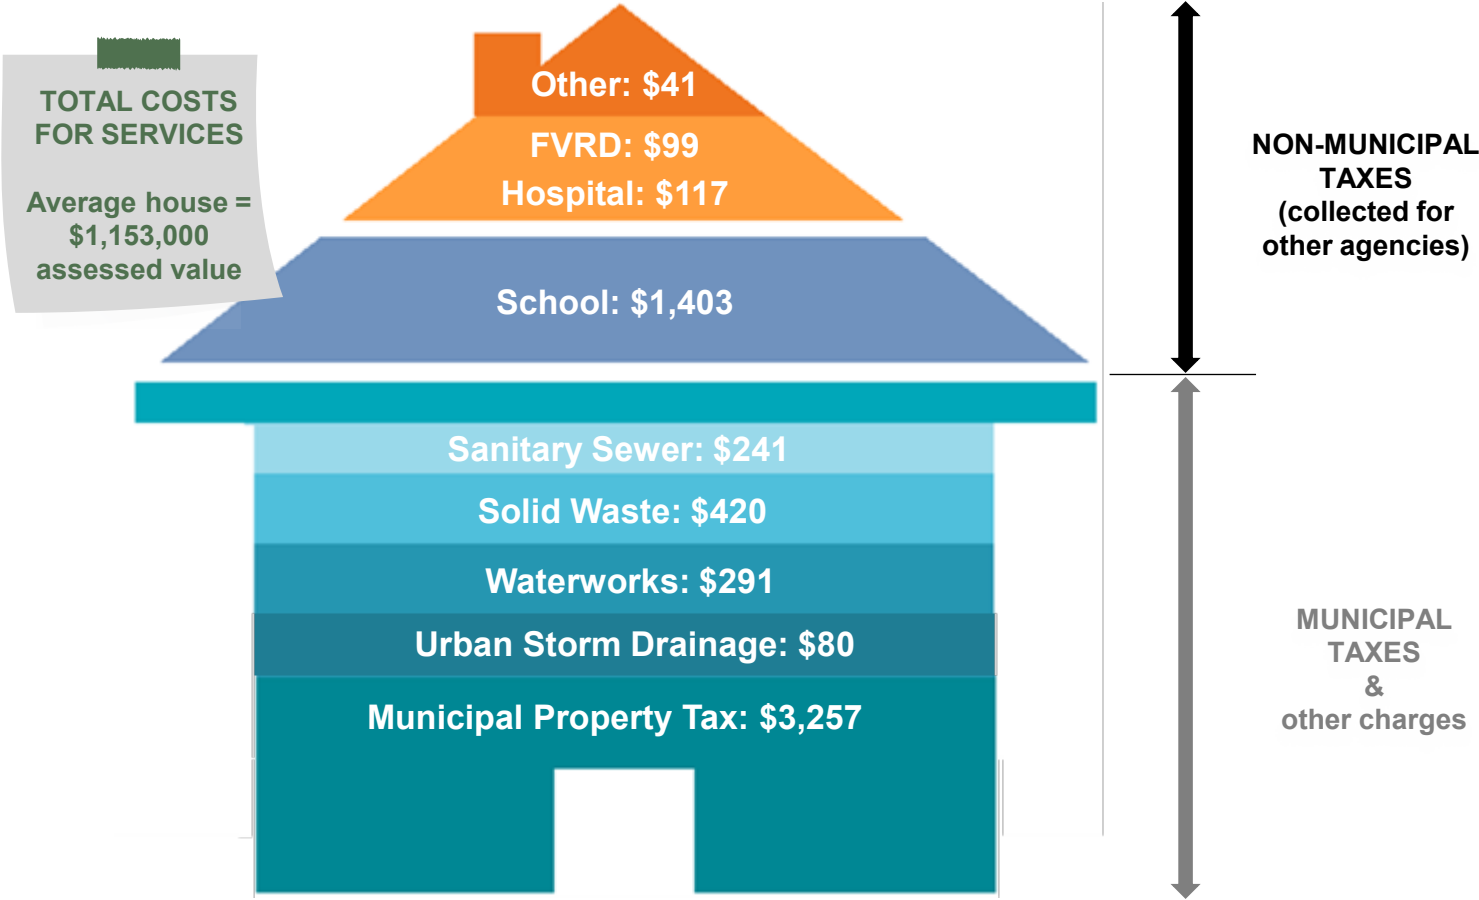 TOTAL COSTS
FOR SERVICES
Average house =
$1,153,000
assessed value
Other: $41
FVRD: $99
Hospital: $117
School: $1,403
Sanitary Sewer: $241
Solid Waste: $420
Waterworks: $291
Urban Storm Drainage: $80
Municipal Property Tax: $3,257
NON-MUNICIPAL
TAXES
(collected for
other agencies)
MUNICIPAL
TAXES
&
other charges